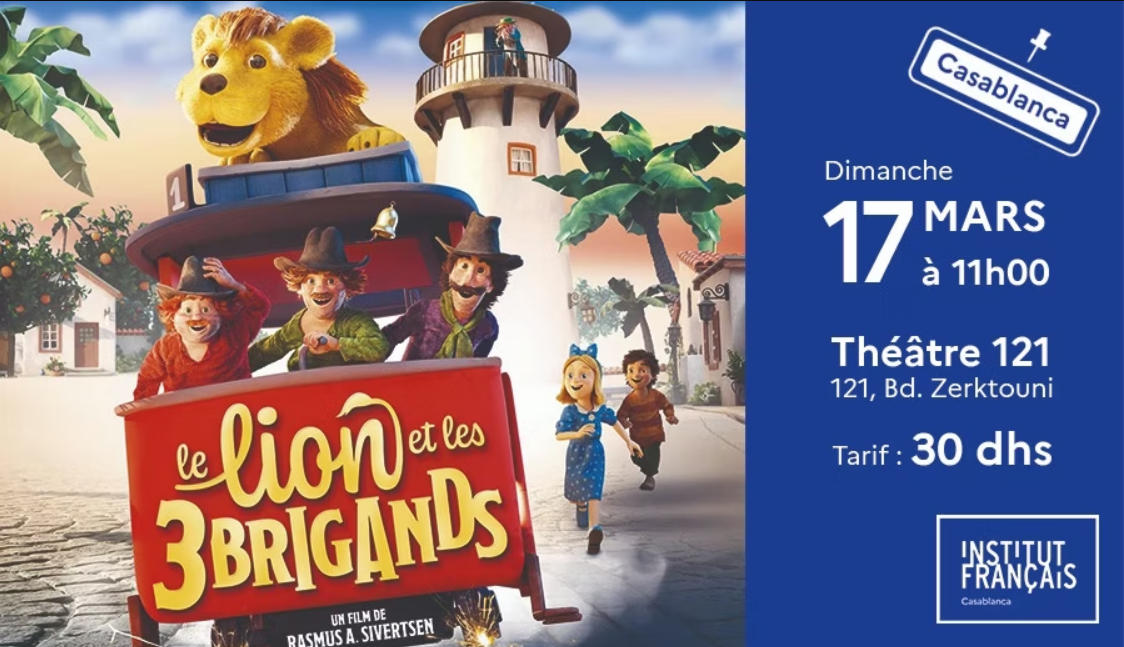 1
le lion et les
3 BRIGANDS
UN FILM DE
RASMUS A. SIVERTSEN
Casablanca
Dimanche
17 MARS
à 11h00
Théâtre 121
121, Bd. Zerktouni
Tarif : 30 dhs
INSTITUT
FRANÇAIS
Casablanca